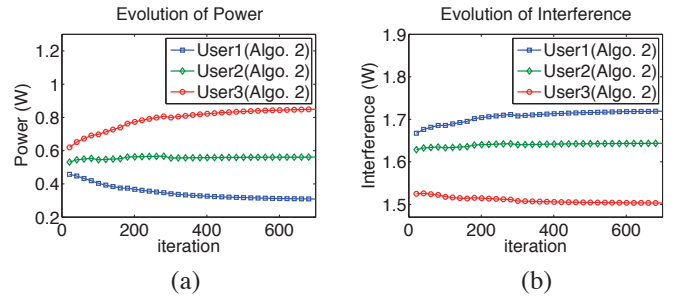 Evolution of Power
1.2
1
0.8
0.6
0.4
0.2
Power (W)
User1(Algo. 2)
User2(Algo. 2)
User3(Algo. 2)
0
200
400
600
iteration
(a)
Evolution of Interference
1.9
1.8
1.7
1.6
1.5
Interference (W)
User1(Algo. 2)
User2(Algo. 2)
User3(Algo. 2)
0
200
400
600
iteration
(b)